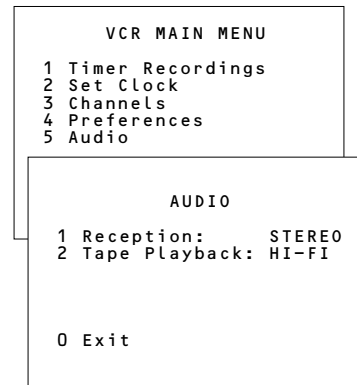 VCR MAIN MENU
1 Timer Recordings
2 Set Clock
3 Channels
4 Preferences
5 Audio
AUDIO
1 Reception: STEREO
2 Tape Playback: HI-FI
0 Exit